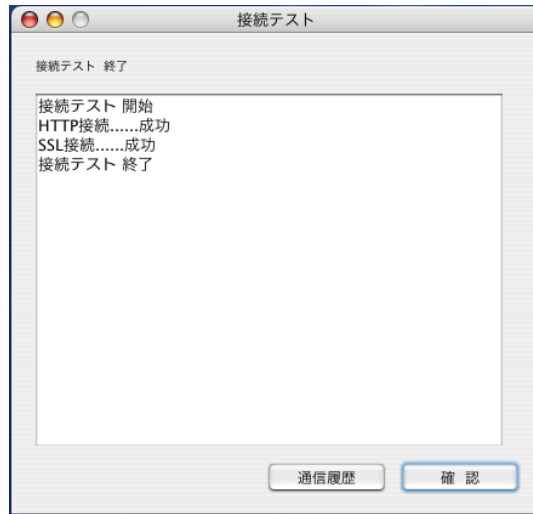 接続テスト
接続テスト 終了
接続テスト 開始
HTTP接続......成功
SSL接続......成功
接続テスト 終了
通信履歴
確 認